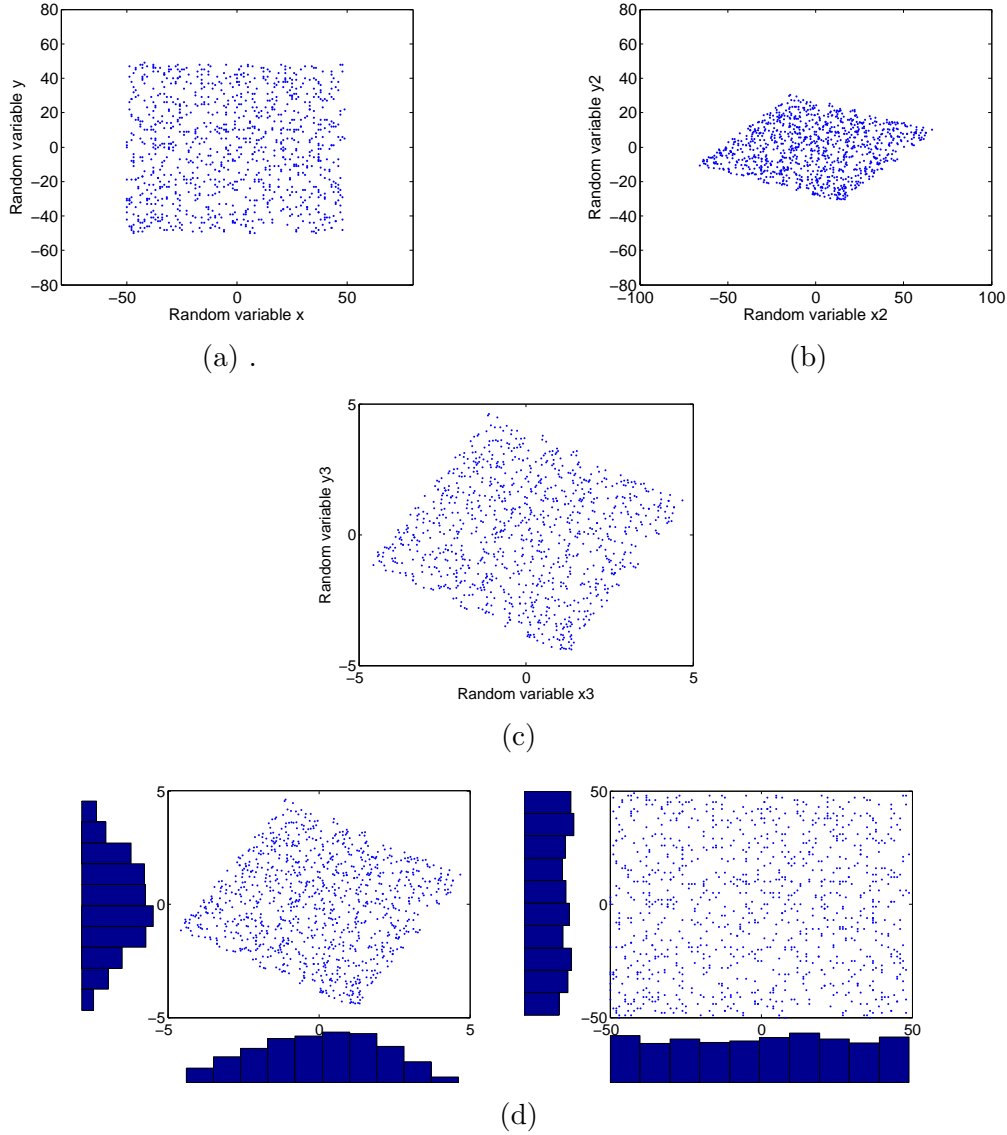 80
60
40
20
0
−20
−40
−60
−80
Random variable y
−50 0 50
Random variable x
(a) .
80
60
40
20
0
−20
−40
−60
−80
Random variable y2
−100 −50 0 50 100
Random variable x2
(b)
5
0
−5
Random variable y3
−5 0 5
Random variable x3
(c)
5
0
−5
−5 0 5
50
0
−50
−50 0 50
(d)